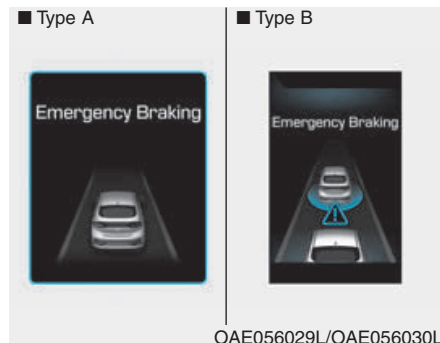 ■ Type A
■ Type B
Emergency Braking
Emergency Braking
OAE056029L/OAE056030L